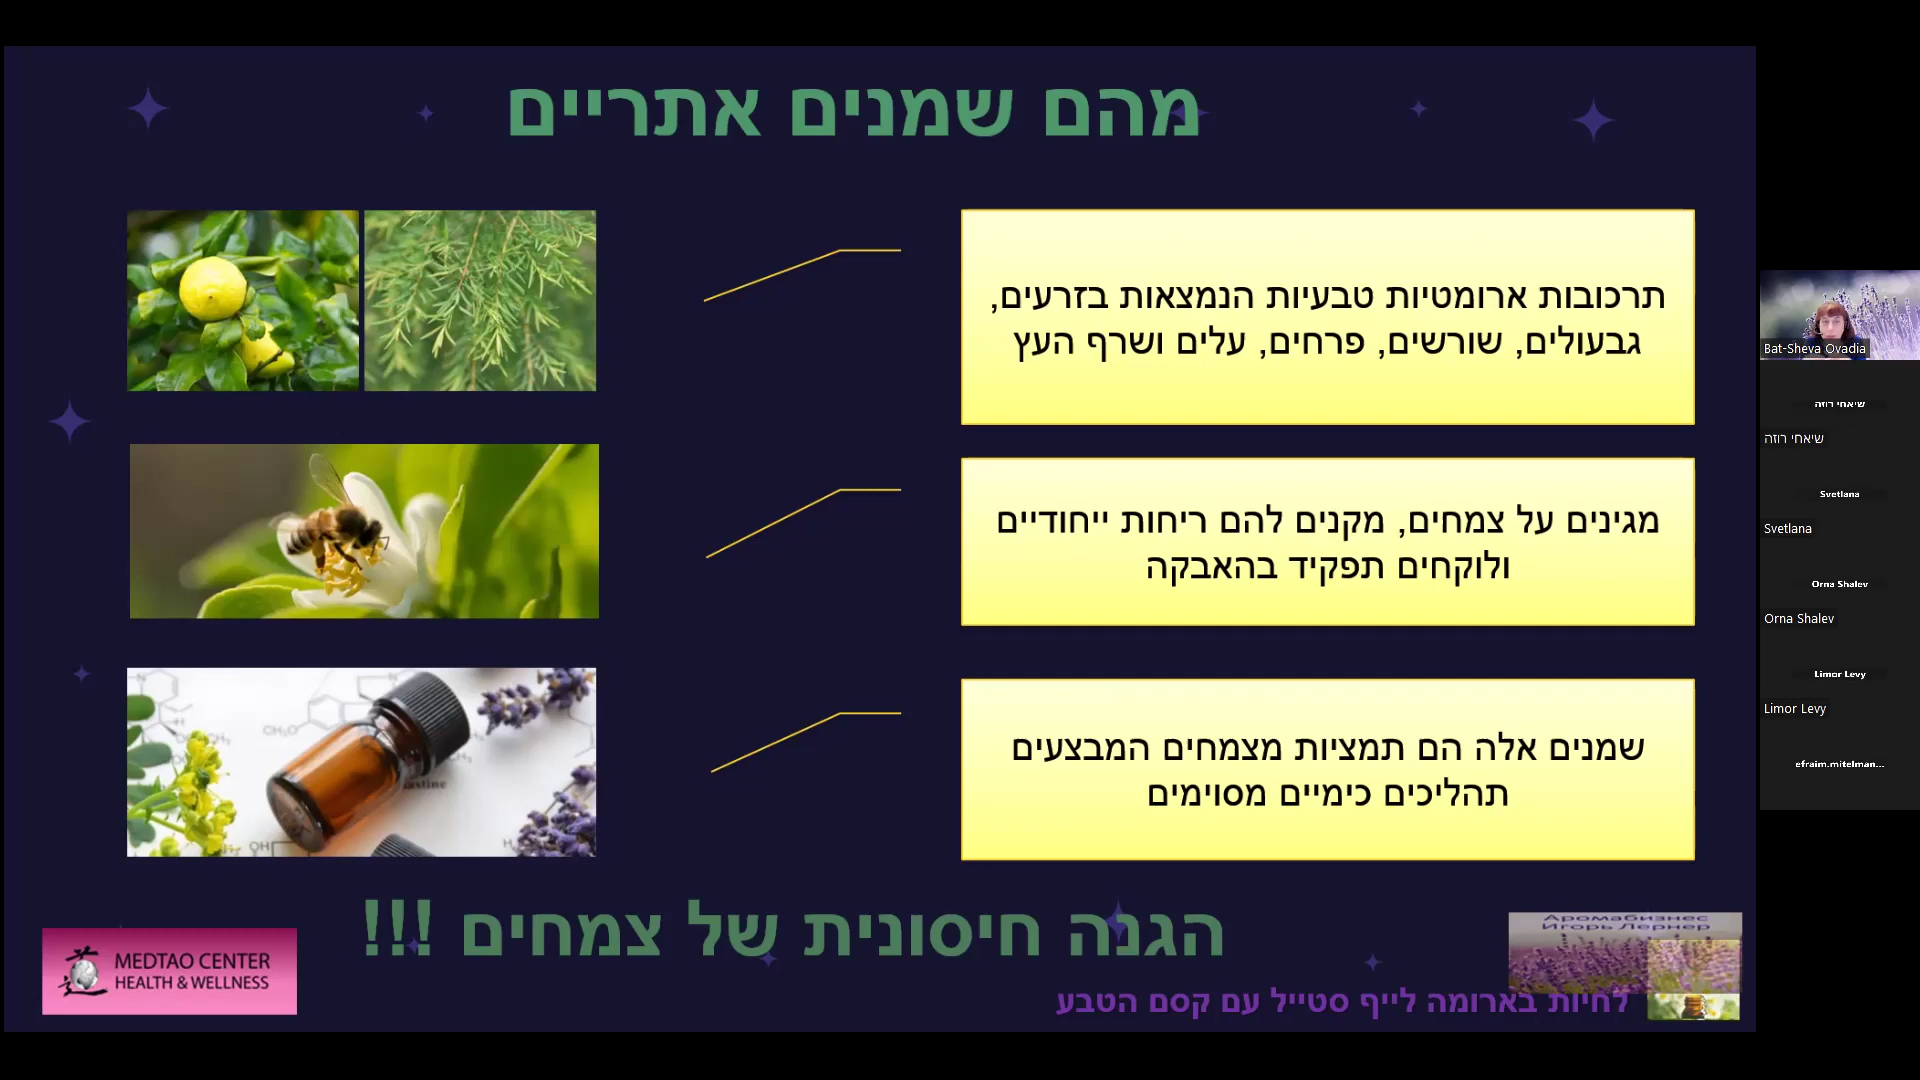 מהם שמנים אתריים
תרכובות ארומטיות טבעיות הנמצאות בזרעים,
גבעולים, שורשים, פרחים, עלים ושרף העץ
מגינים על צמחים, מקנים להם ריחות ייחודיים
ולוקחים תפקיד בהאבקה
שמנים אלה הם תמציות מצמחים המבצעים
תהליכים כימיים מסוימים
הגנה חיסונית של צמחים !!!
MEDTAO CENTER
HEALTH & WELLNESS
Аромабизнес
Игорь Лернер
לחיות בארומה לייף סטייל עם קסם הטבע
Bat-Sheva Ovadia
שיאחי רוזה
שיאחי רוזה
Svetlana
Svetlana
Orna Shalev
Orna Shalev
Limor Levy
Limor Levy
efraim.mitelman...